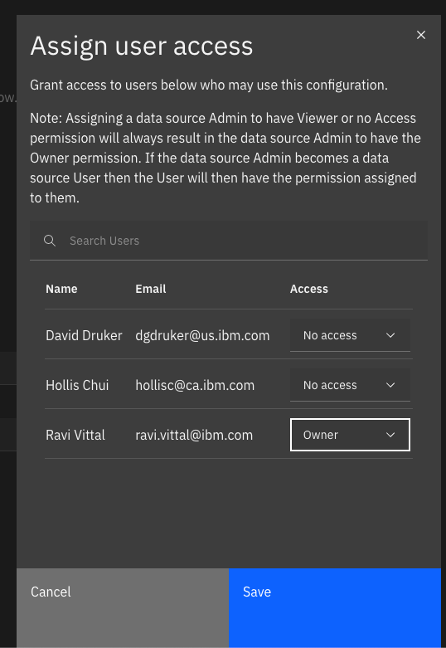 Assign user access
Grant access to users below who may use this configuration.
ow.
Note: Assigning a data source Admin to have Viewer or no Access
permission will always result in the data source Admin to have the
Owner permission. If the data source Admin becomes a data
source User then the User will then have the permission assigned
to them.
Search Users
Name Email Access
David Druker dgdruker@us.ibm.com No access
Hollis Chui hollisc@ca.ibm.com No access
Ravi Vittal ravi.vittal@ibm.com Owner
Cancel Save